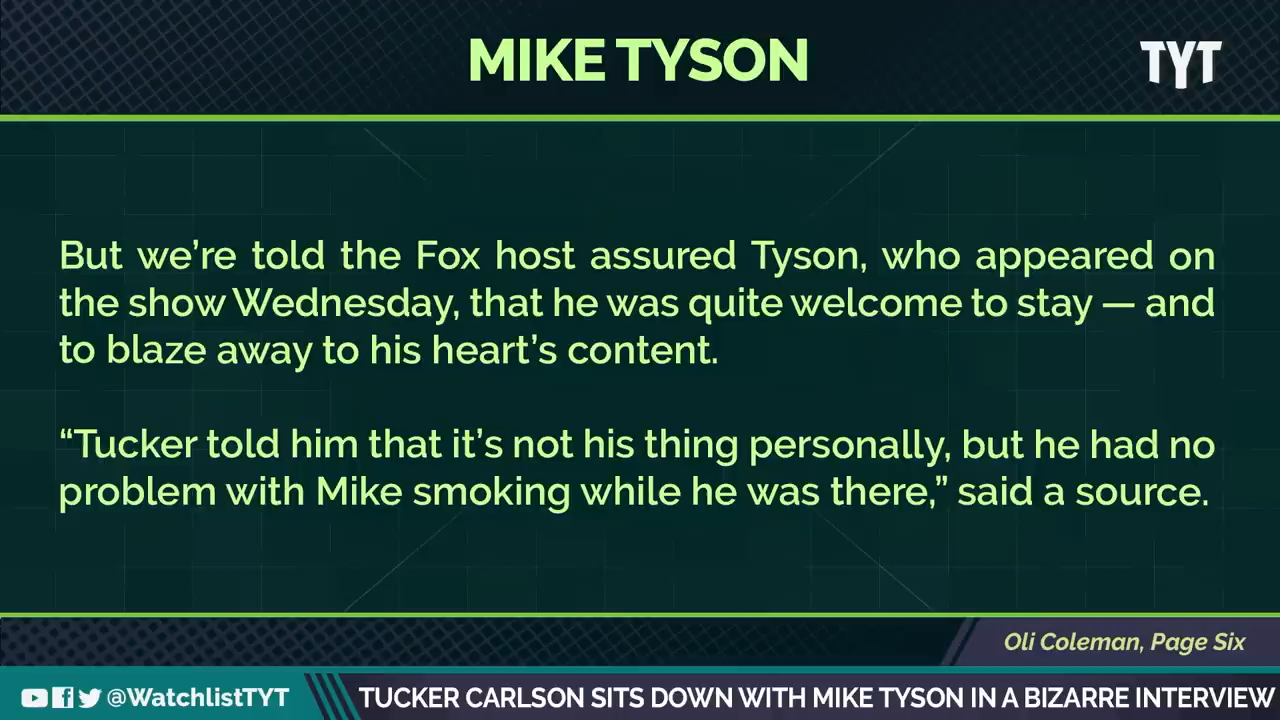 MIKE TYSON
TYT
But we’re told the Fox host assured Tyson, who appeared on
the show Wednesday, that he was quite welcome to stay — and
to blaze away to his heart’s content.
“Tucker told him that it’s not his thing personally, but he had no
problem with Mike smoking while he was there,” said a source.
Oli Coleman, Page Six
@WatchlistTYT
TUCKER CARLSON SITS DOWN WITH MIKE TYSON IN A BIZARRE INTERVIEW